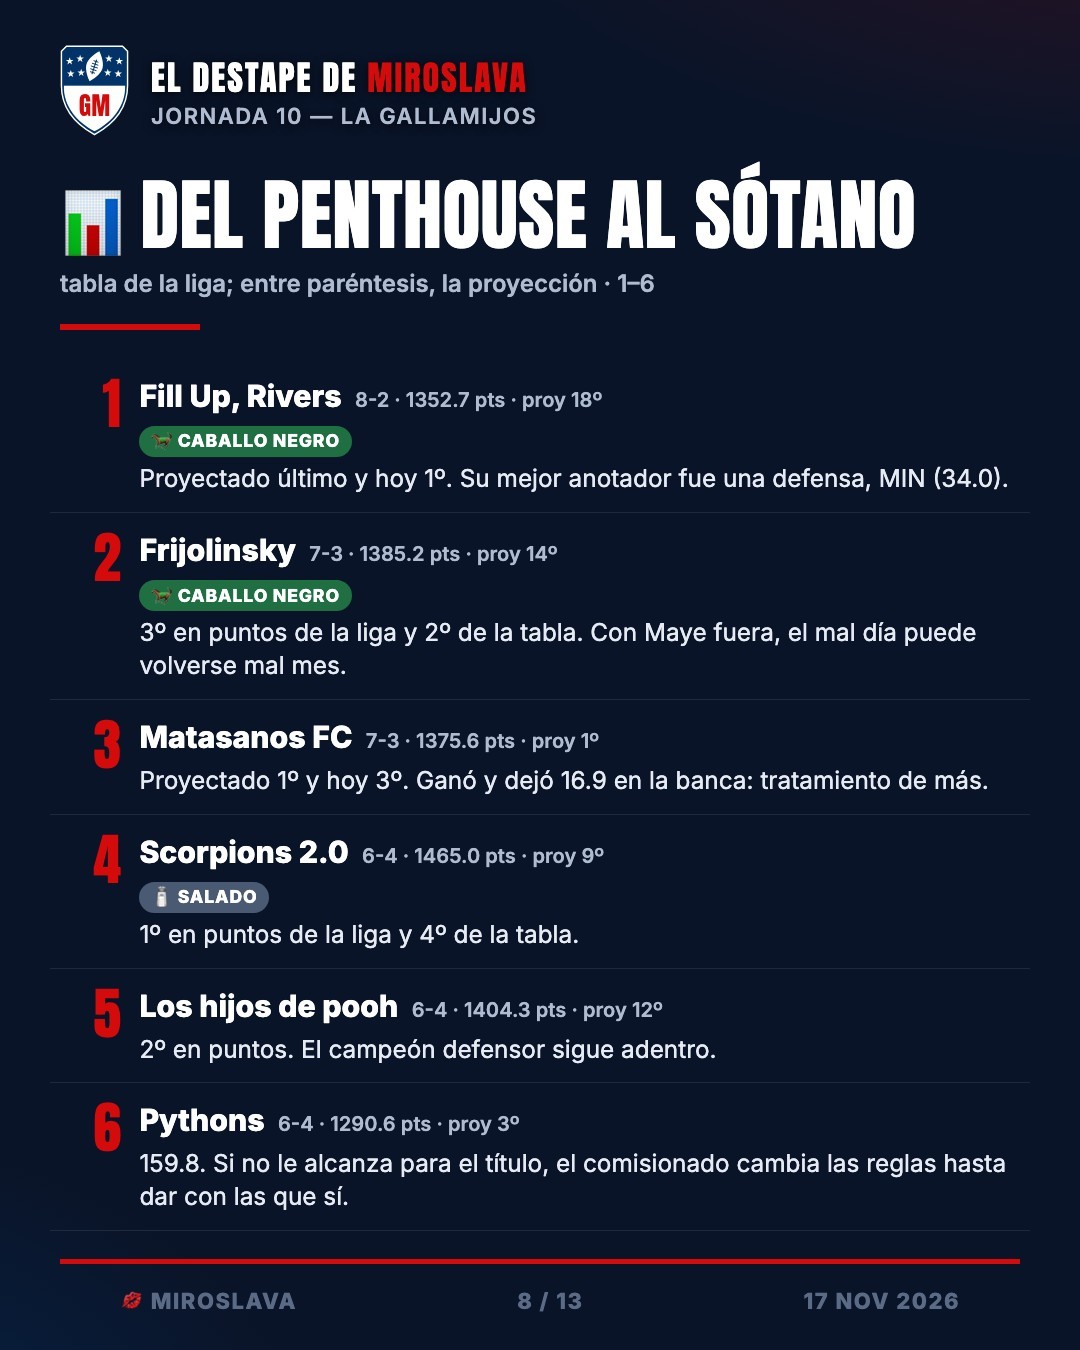 GM
EL DESTAPE DE MIROSLAVA
JORNADA 10 — LA GALLAMIJOS
DEL PENTHOUSE AL SÓTANO
tabla de la liga; entre paréntesis, la proyección · 1–6
1 Fill Up, Rivers 8-2 · 1352.7 pts · proy 18º
CABALLO NEGRO
Proyectado último y hoy 1º. Su mejor anotador fue una defensa, MIN (34.0).
2 Frijolinsky 7-3 · 1385.2 pts · proy 14º
CABALLO NEGRO
3º en puntos de la liga y 2º de la tabla. Con Maye fuera, el mal día puede
volverse mal mes.
3 Matasanos FC 7-3 · 1375.6 pts · proy 1º
Proyectado 1º y hoy 3º. Ganó y dejó 16.9 en la banca: tratamiento de más.
4 Scorpions 2.0 6-4 · 1465.0 pts · proy 9º
SALADO
1º en puntos de la liga y 4º de la tabla.
5 Los hijos de pooh 6-4 · 1404.3 pts · proy 12º
2º en puntos. El campeón defensor sigue adentro.
6 Pythons 6-4 · 1290.6 pts · proy 3º
159.8. Si no le alcanza para el título, el comisionado cambia las reglas hasta
dar con las que sí.
MIROSLAVA 8 / 13 17 NOV 2026